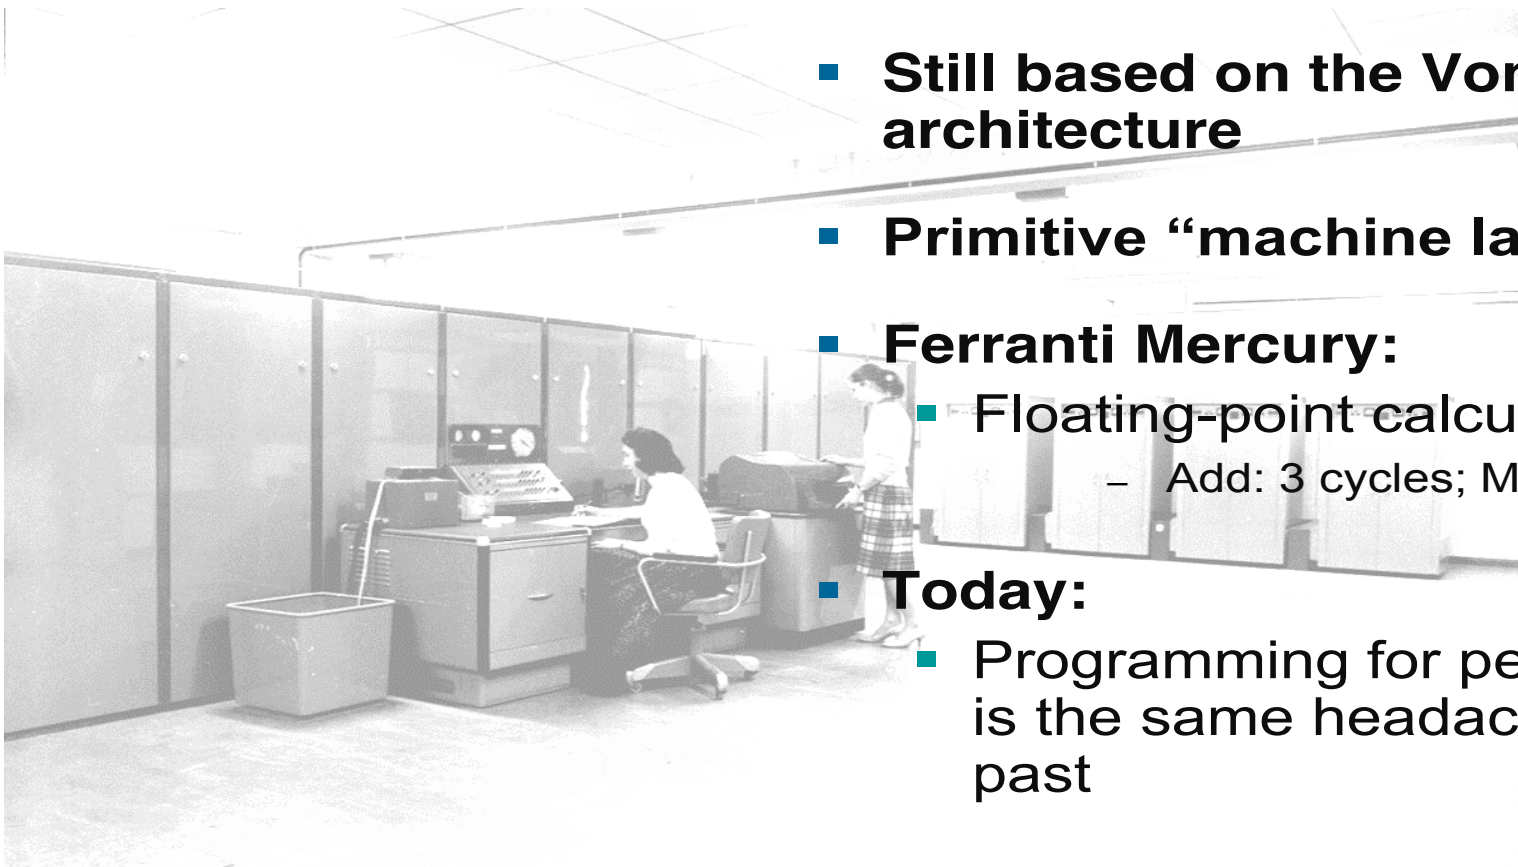 Still based on the Von
architecture
Primitive “machine la
Ferranti Mercury:
Floating-point calcu
– Add: 3 cycles; M
Today:
Programming for pe
is the same headac
past